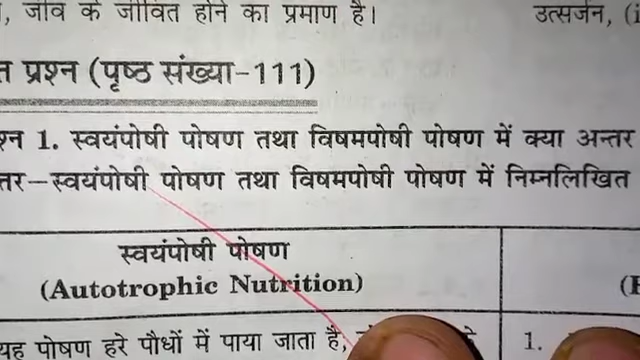 जीव के जीवित होने का प्रमाण है। उत्सर्जन,
प्रश्न (पृष्ठ संख्या-111)
1. स्वयंपोषी पोषण तथा विषमपोषी पोषण में क्या अन्तर
स्वयंपोषी पोषण तथा विषमपोषी पोषण में निम्नलिखित
स्वयंपोषी पोषण
(Autotrophic Nutrition)
यह पोषण हरे पौधों में पाया जाता है, 1.